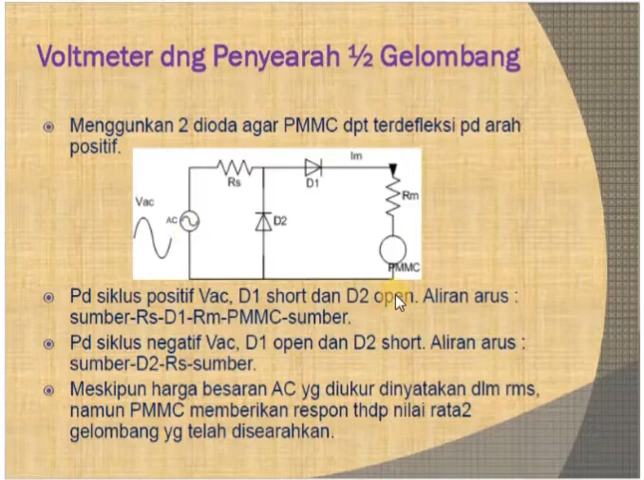 Voltmeter dng Penyearah ½ Gelombang
Menggunkan 2 dioda agar PMMC dpt terdefleksi pd arah
positif.
Im
Rs
D1
Rm
Vac
AC
D2
PMMC
Pd siklus positif Vac, D1 short dan D2 open. Aliran arus :
sumber-Rs-D1-Rm-PMMC-sumber.
Pd siklus negatif Vac, D1 open dan D2 short. Aliran arus :
sumber-D2-Rs-sumber.
Meskipun harga besaran AC yg diukur dinyatakan dlm rms,
namun PMMC memberikan respon thdp nilai rata2
gelombang yg telah disearahkan.